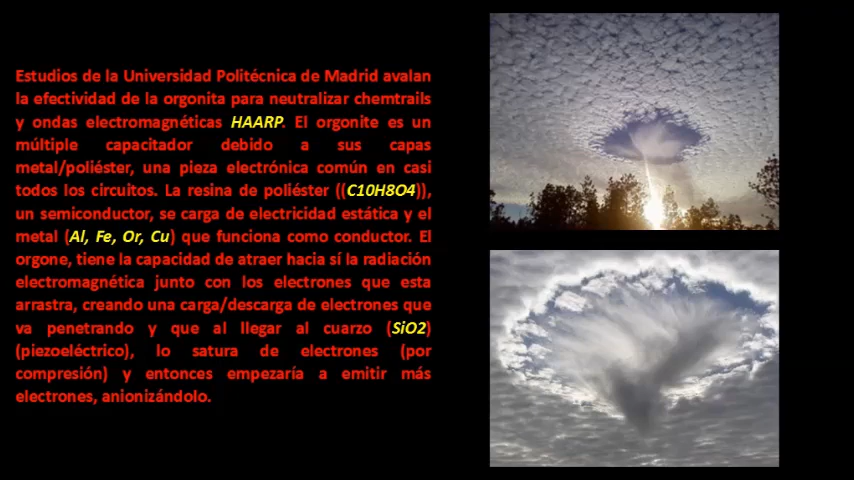 Estudios de la Universidad Politécnica de Madrid avalan
la efectividad de la orgonita para neutralizar chemtrails
y ondas electromagnéticas HAARP. El orgonite es un
múltiple capacitador debido a sus capas
metal/poliéster, una pieza electrónica común en casi
todos los circuitos. La resina de poliéster ((C10H8O4)),
un semiconductor, se carga de electricidad estática y el
metal (Al, Fe, Or, Cu) que funciona como conductor. El
orgone, tiene la capacidad de atraer hacia sí la radiación
electromagnética junto con los electrones que esta
arrastra, creando una carga/descarga de electrones que
va penetrando y que al llegar al cuarzo (SiO2)
(piezoeléctrico), lo satura de electrones (por
compresión) y entonces empezaría a emitir más
electrones, anionizándolo.